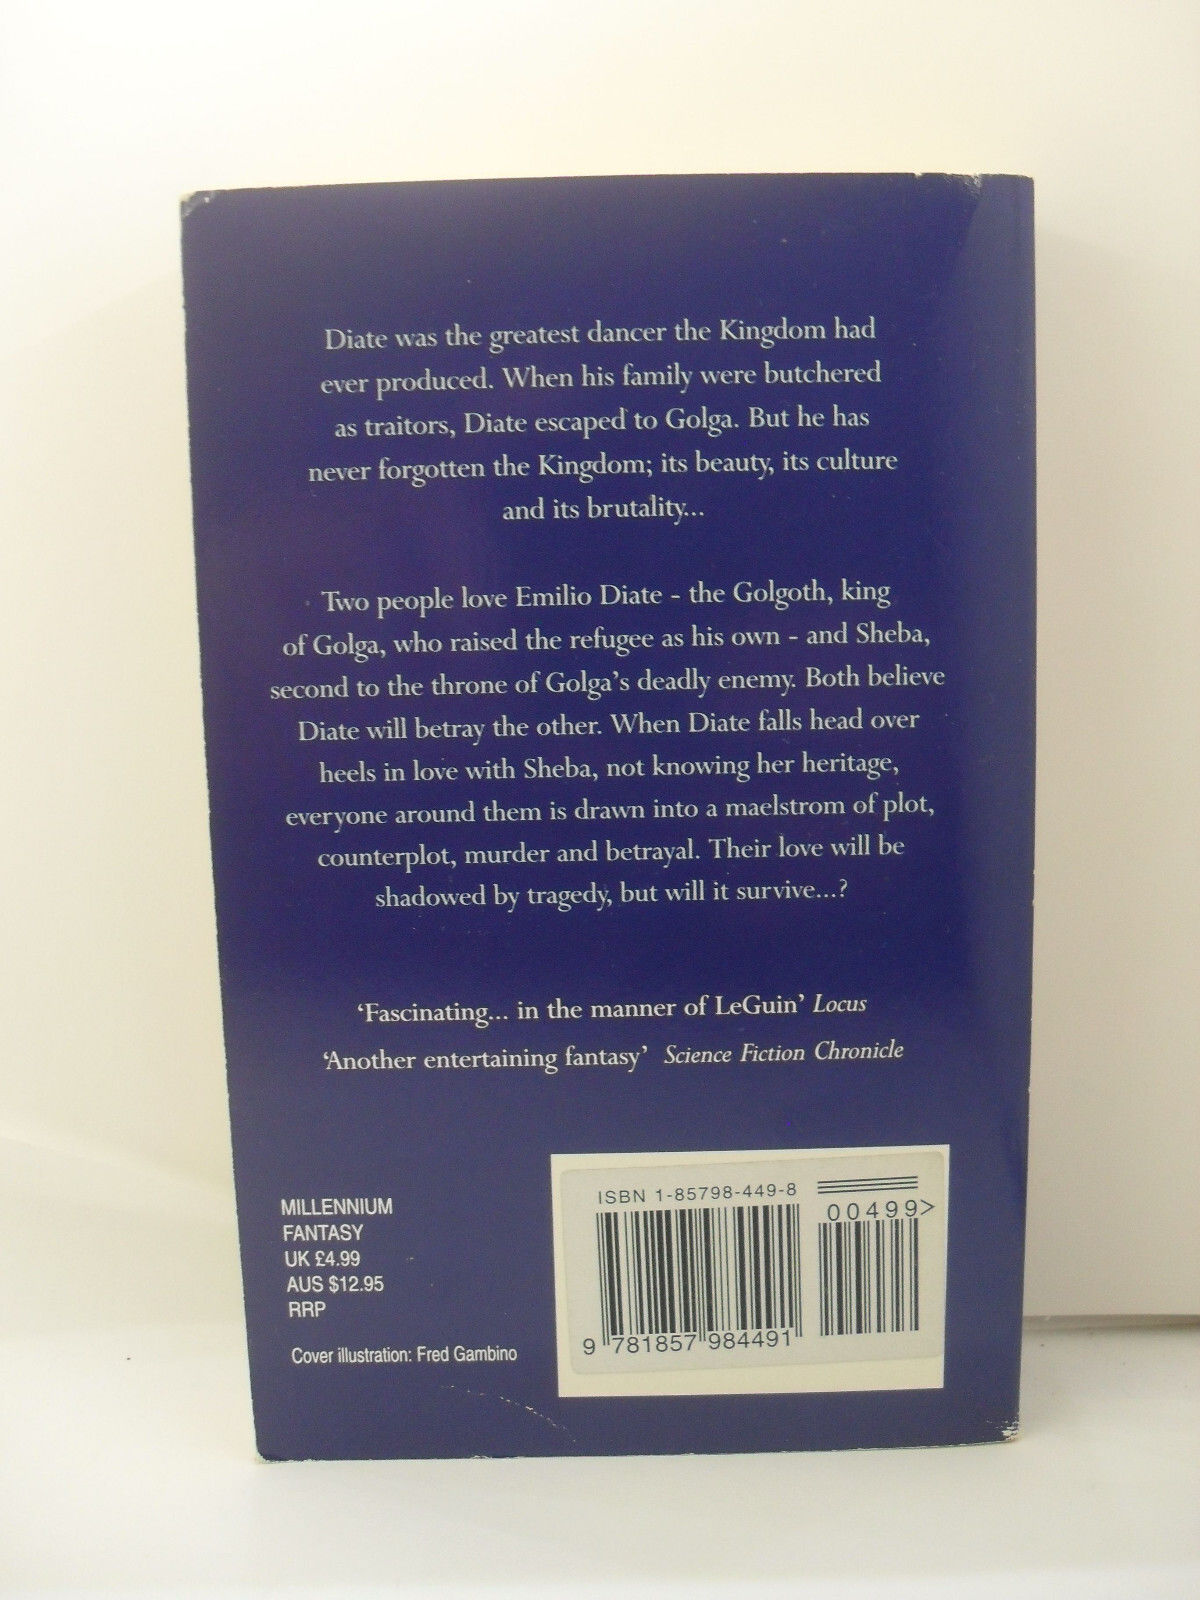 Diate was the greatest dancer the Kingdom had
ever produced. When his family were butchered
as traitors, Diate escaped to Golga. But he has
never forgotten the Kingdom; its beauty, its culture
and its brutality...
Two people love Emilio Diate - the Golgoth, king
of Golga, who raised the refugee as his own - and Sheba,
second to the throne of Golga's deadly enemy. Both believe
Diate will betray the other. When Diate falls head over
heels in love with Sheba, not knowing her heritage,
everyone around them is drawn into a maelstrom of plot,
counterplot, murder and betrayal. Their love will be
shadowed by tragedy, but will it survive...?
‘Fascinating... in the manner of LeGuin’ Locus
‘Another entertaining fantasy’ Science Fiction Chronicle
MILLENNIUM
FANTASY
UK £4.99
AUS $12.95
RRP
Cover illustration: Fred Gambino
ISBN 1-85798-449-8
00499>
9 781857 984491